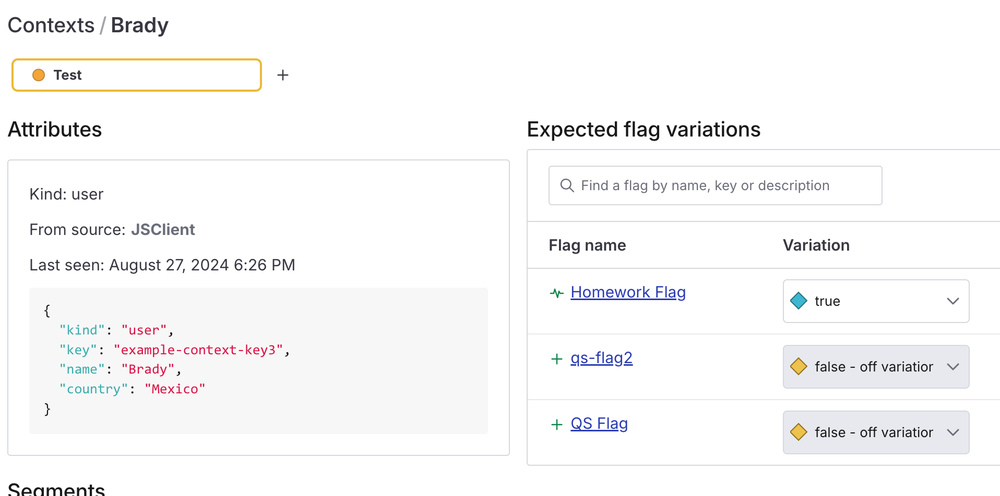 Contexts / Brady
Test
Attributes
Kind: user
From source: JSClient
Last seen: August 27, 2024 6:26 PM
{
"kind": "user",
"key": "example-context-key3",
"name": "Brady",
"country": "Mexico"
}
Segments
Expected flag variations
Find a flag by name, key or description
Flag name Variation
Homework Flag true
qs-flag2 false - off variation
QS Flag false - off variation